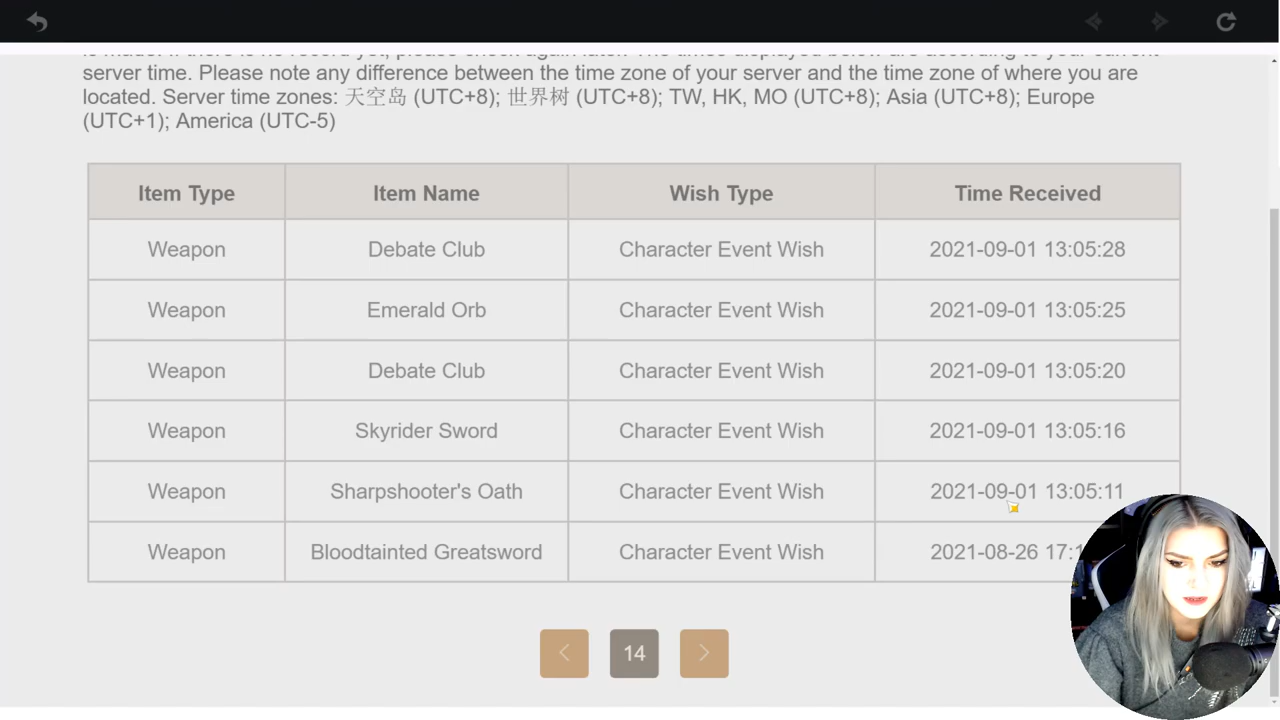 server time. Please note any difference between the time zone of your server and the time zone of where you are
located. Server time zones: 天空岛 (UTC+8); 世界树 (UTC+8); TW, HK, MO (UTC+8); Asia (UTC+8); Europe
(UTC+1); America (UTC-5)
Item Type Item Name Wish Type Time Received
Weapon Debate Club Character Event Wish 2021-09-01 13:05:28
Weapon Emerald Orb Character Event Wish 2021-09-01 13:05:25
Weapon Debate Club Character Event Wish 2021-09-01 13:05:20
Weapon Skyrider Sword Character Event Wish 2021-09-01 13:05:16
Weapon Sharpshooter's Oath Character Event Wish 2021-09-01 13:05:11
Weapon Bloodtainted Greatsword Character Event Wish 2021-08-26
14